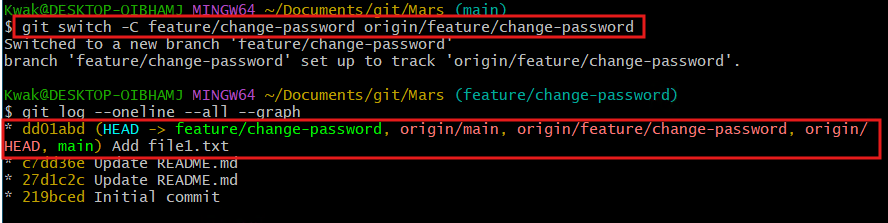 Kwak@DESKTOP-OIBHAMJ MINGW64 ~/Documents/git/Mars (main)
$ git switch -C feature/change-password origin/feature/change-password
Switched to a new branch 'feature/change-password'
branch 'feature/change-password' set up to track 'origin/feature/change-password'.
Kwak@DESKTOP-OIBHAMJ MINGW64 ~/Documents/git/Mars (feature/change-password)
$ git log --oneline --all --graph
* dd01abd (HEAD -> feature/change-password, origin/main, origin/feature/change-password, origin/
HEAD, main) Add file1.txt
* c7dd36e Update README.md
* 27d1c2c Update README.md
* 219bced Initial commit